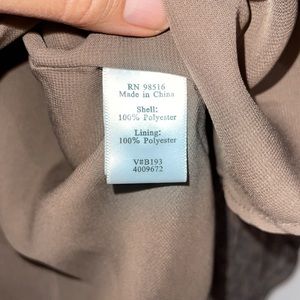 RN 98516
Made in China
Shell:
100% Polyester
Lining:
100% Polyester
V#B193
4009672